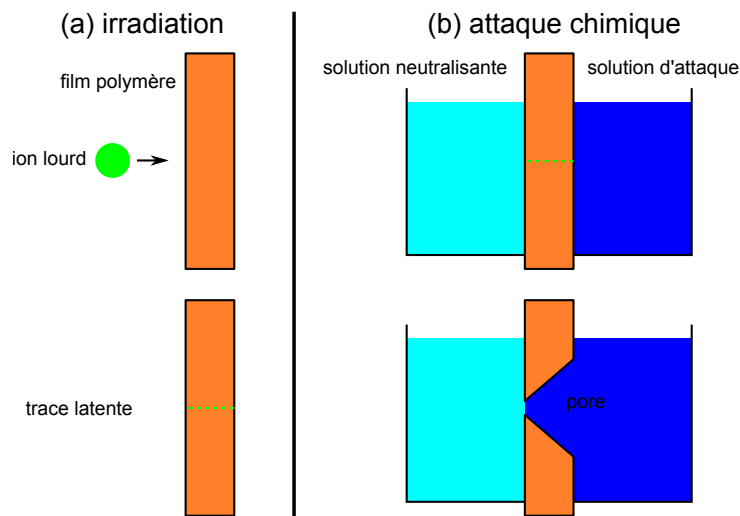 (a) irradiation
film polymère
ion lourd
trace latente
(b) attaque chimique
solution neutralisante
solution d'attaque
pore